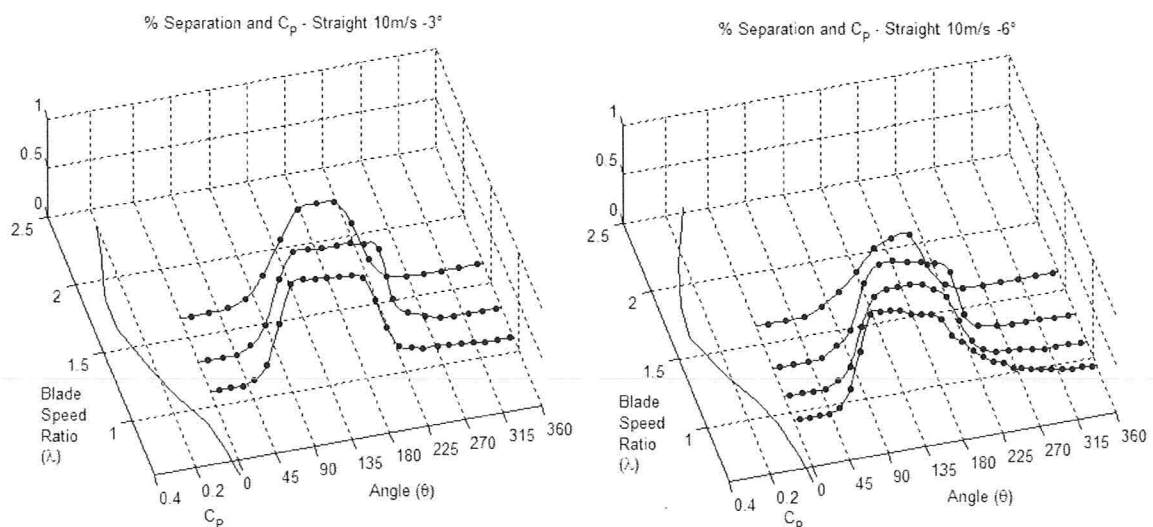 % Separation and Cp - Straight 10m/s -3°
1
0.5
0
2.5
2
1.5
1
Blade
Speed
Ratio
(λ)
0.4
0.2
0
Cp
45
90
135
180
225
270
315
360
Angle (θ)
% Separation and Cp - Straight 10m/s -6°
1
0.5
0
2.5
2
1.5
1
Blade
Speed
Ratio
(λ)
0.4
0.2
0
Cp
45
90
135
180
225
270
315
360
Angle (θ)